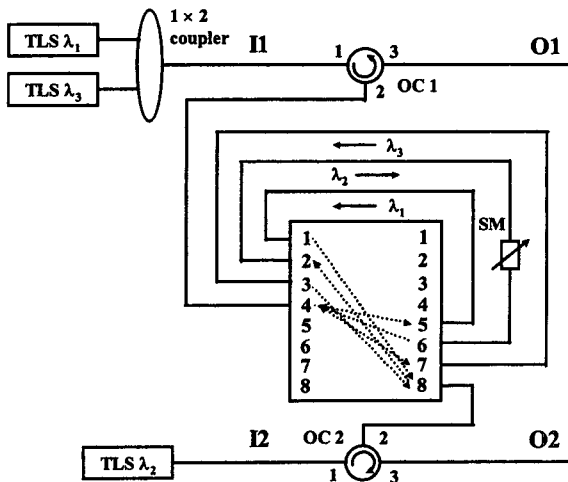 1 × 2
coupler
TLS λ1
TLS λ3
I1
1
3
2
OC 1
O1
λ3
λ2
λ1
SM
1 1
2 2
3 3
4 4
5 5
6 6
7 7
8 8
I2
OC 2
2
1
3
O2
TLS λ2